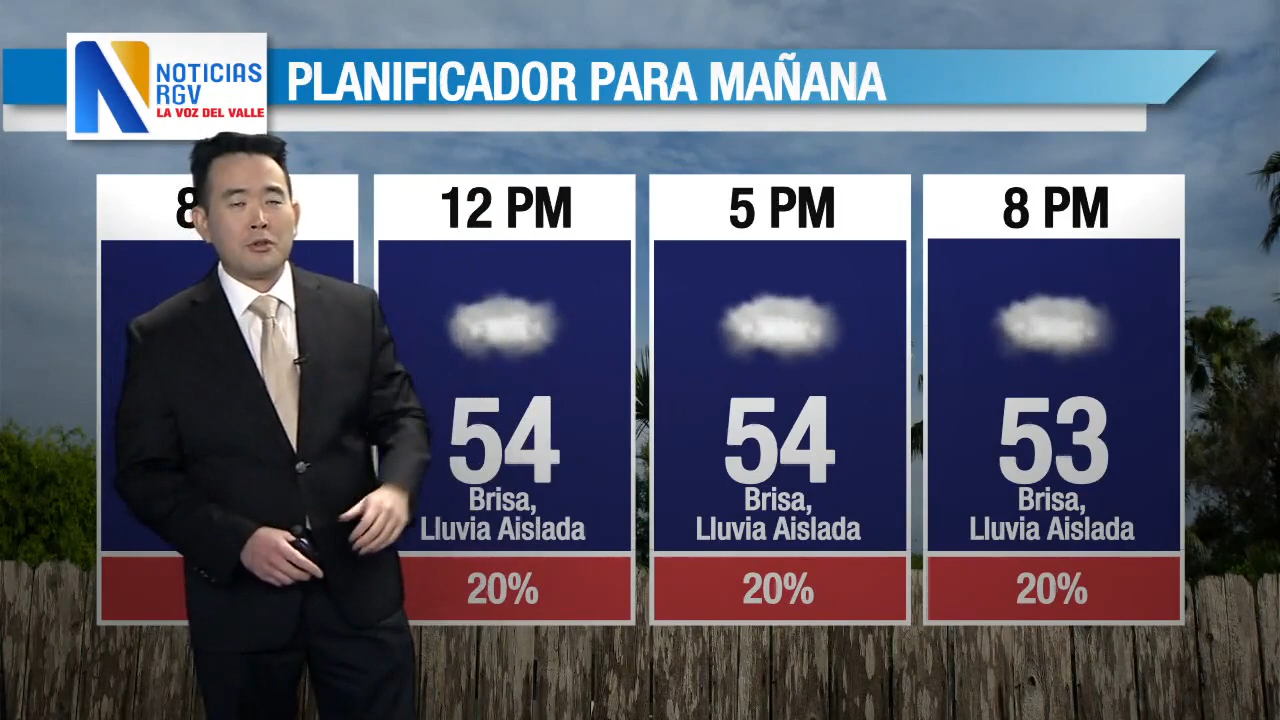 NOTICIAS
RGV
LA VOZ DEL VALLE
PLANIFICADOR PARA MAÑANA
8
12 PM
5 PM
8 PM
54
54
53
Brisa,
Lluvia Aislada
Brisa,
Lluvia Aislada
Brisa,
Lluvia Aislada
20%
20%
20%